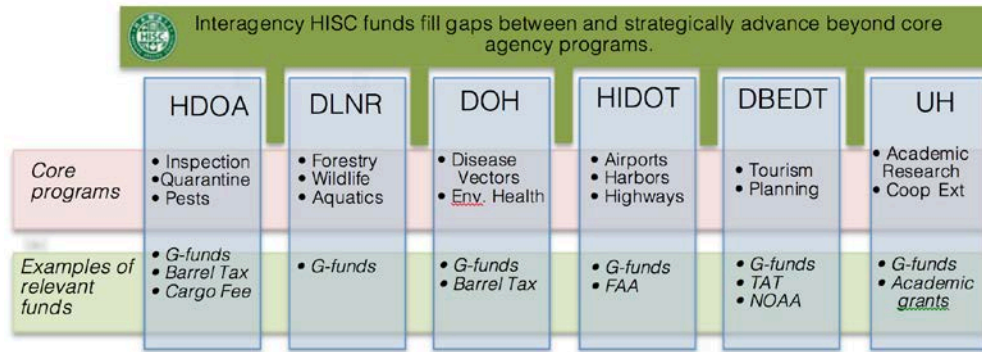 Interagency HISC funds fill gaps between and strategically advance beyond core
agency programs.
HISC
HDOA
DLNR
DOH
HIDOT
DBEDT
UH
Core
programs
• Inspection
•Quarantine
• Pests
• Forestry
• Wildlife
• Aquatics
• Disease
Vectors
• Env. Health
• Airports
• Harbors
• Highways
• Tourism
• Planning
• Academic
Research
• Coop Ext
Examples of
relevant
funds
• G-funds
• Barrel Tax
• Cargo Fee
• G-funds
• G-funds
• Barrel Tax
• G-funds
• FAA
• G-funds
• TAT
• NOAA
• G-funds
• Academic
grants